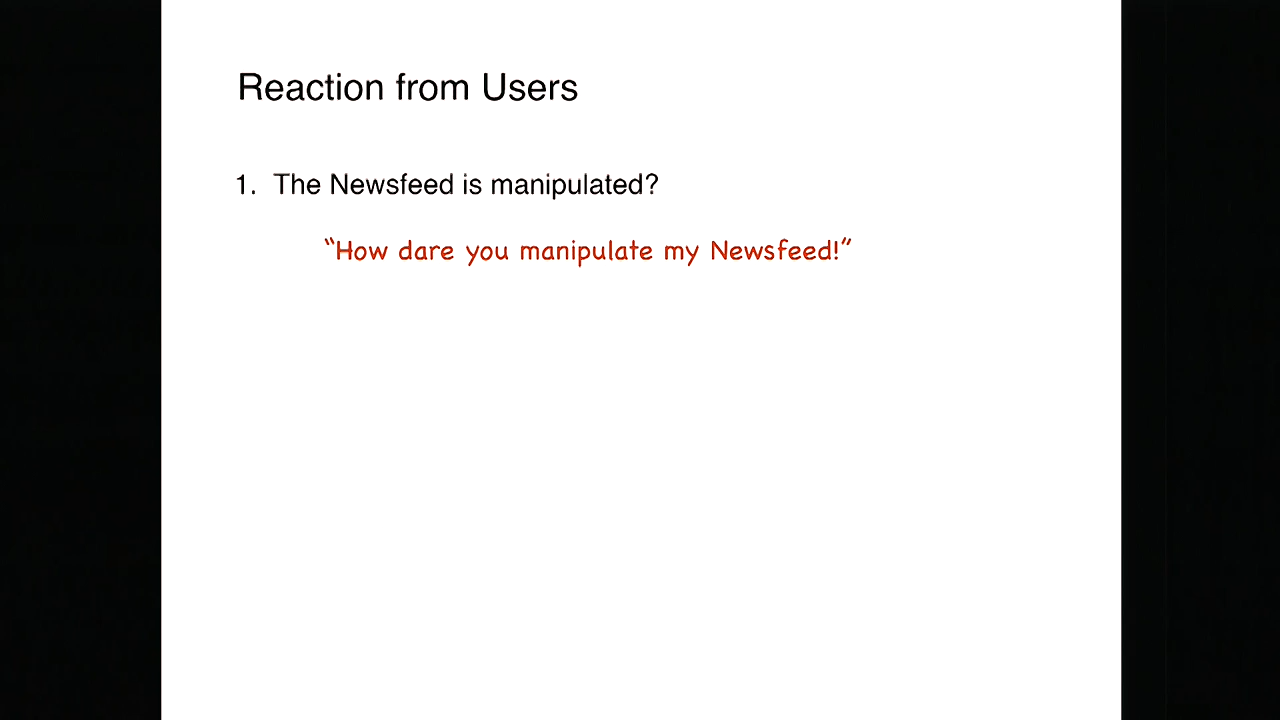 Reaction from Users
1. The Newsfeed is manipulated?
“How dare you manipulate my Newsfeed!”